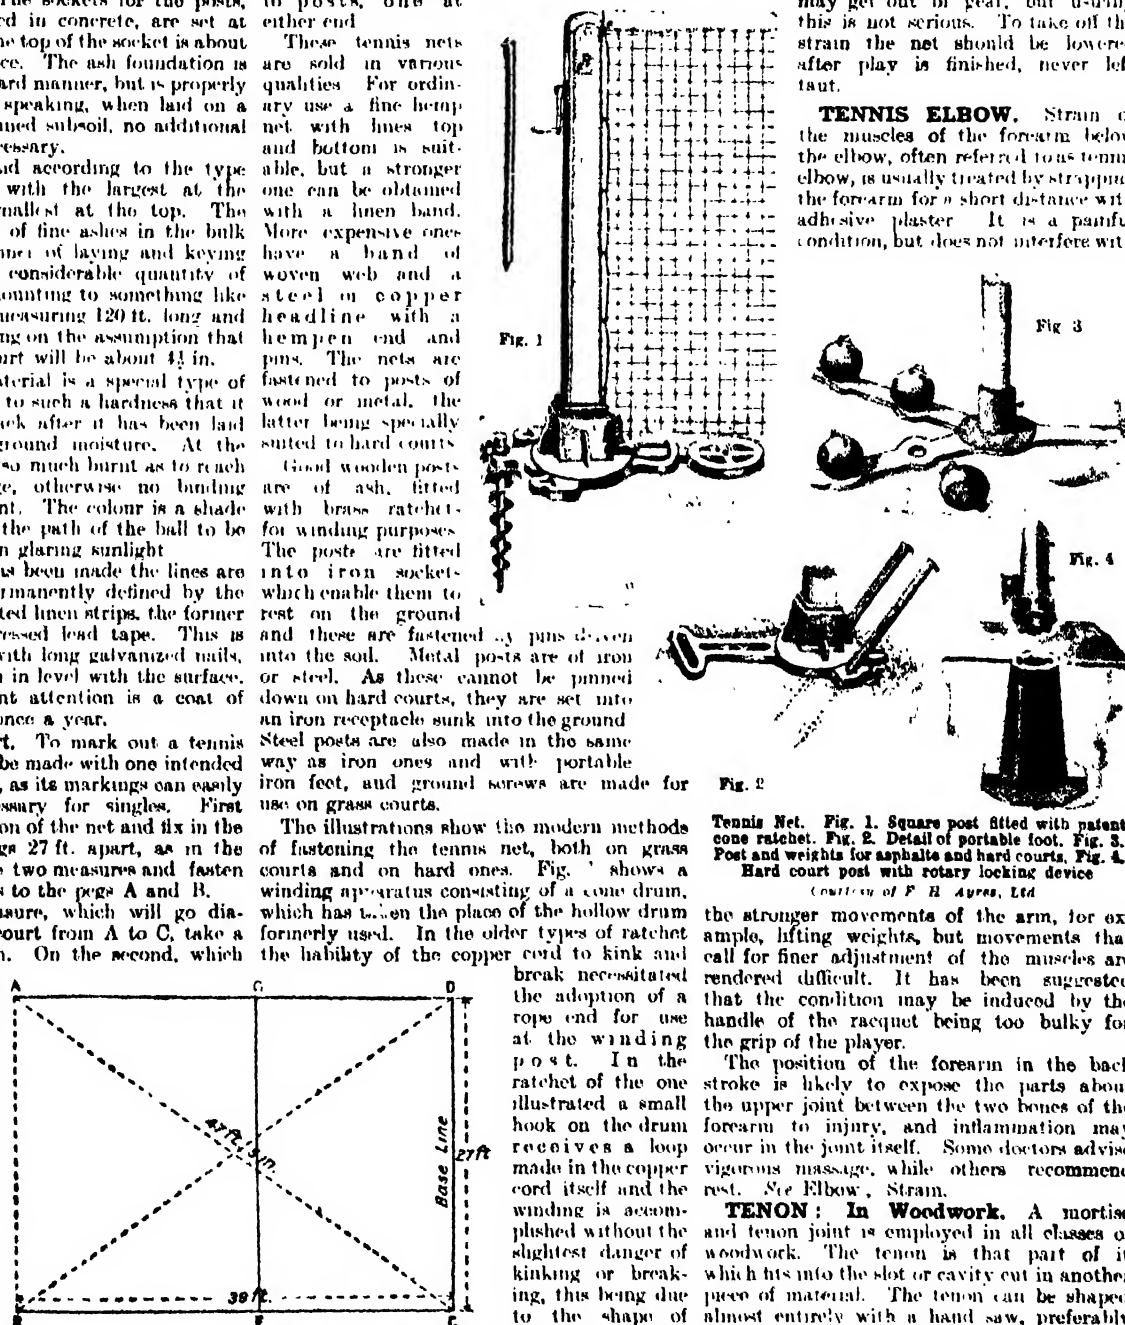 The sockets for the posts,
d in concrete, are set at
he top of the socket is about
ce. The ash foundation is
ard manner, but is properly
speaking, when laid on a
ined subsoil, no additional
cessary.
id according to the type
with the largest at the
mallest at the top. The
of fine ashes in the bulk
nner of laying and keying
considerable quantity of
ounting to something like
measuring 120 ft. long and
ng on the assumption that
urt will be about 4½ in.
aterial is a special type of
to such a hardness that it
ack after it has been laid
ground moisture. At the
so much burnt as to reach
ge, otherwise no binding
nt. The colour is a shade
the path of the ball to be
n glaring sunlight
as been made the lines are
rmanently defined by the
ted linen strips, the former
ressed lead tape. This is
with long galvanized nails,
n in level with the surface.
nt attention is a coat of
once a year.
rt. To mark out a tennis
be made with one intended
, as its markings can easily
ssary for singles. First
on of the net and fix in the
gs 27 ft. apart, as in the
e two measures and fasten
s to the pegs A and B.
asure, which will go dia-
court from A to C, take a
n. On the second, which
A G D
47 ft. 5 in.
Base Line
27 ft
38 ft.
to posts, one at
either end
These tennis nets
are sold in various
qualities For ordin-
ary use a fine hemp
net with lines top
and bottom is suit-
able, but a stronger
one can be obtained
with a linen band.
More expensive ones
have a band of
woven web and a
steel or copper
headline with a
hempen end and
pins. The nets are
fastened to posts of
wood or metal, the
latter being specially
suited to hard courts
Good wooden posts
are of ash, fitted
with brass ratchets
for winding purposes
The posts are fitted
into iron sockets
which enable them to
rest on the ground
and these are fastened by pins driven
into the soil. Metal posts are of iron
or steel. As these cannot be pinned
down on hard courts, they are set into
an iron receptacle sunk into the ground
Steel posts are also made in the same
way as iron ones and with portable
iron feet, and ground screws are made for
use on grass courts.
The illustrations show the modern methods
of fastening the tennis net, both on grass
courts and on hard ones. Fig. shows a
winding apparatus consisting of a cone drum,
which has taken the place of the hollow drum
formerly used. In the older types of ratchet
the liability of the copper cord to kink and
break necessitated
the adoption of a
rope end for use
at the winding
post. In the
ratchet of the one
illustrated a small
hook on the drum
receives a loop
made in the copper
cord itself and the
winding is accom-
plished without the
slightest danger of
kinking or break-
ing, this being due
to the shape of
Fig. 1
Fig 3
Fig. 4
Fig. 2
Tennis Net. Fig. 1. Square post fitted with patent
cone ratchet. Fig. 2. Detail of portable foot. Fig. 3.
Post and weights for asphalte and hard courts. Fig. 4.
Hard court post with rotary locking device
Courtesy of F H Ayres, Ltd
may get out of gear, but
this is not serious. To take off the
strain the net should be lowere
after play is finished, never lef
taut.
TENNIS ELBOW. Strain o
the muscles of the forearm below
the elbow, often referred to as tenni
elbow, is usually treated by strappin
the forearm for a short distance wit
adhesive plaster It is a painfu
condition, but does not interfere wit
the stronger movements of the arm, for ex
ample, lifting weights, but movements tha
call for finer adjustment of the muscles are
rendered difficult. It has been suggested
that the condition may be induced by the
handle of the racquet being too bulky for
the grip of the player.
The position of the forearm in the back
stroke is likely to expose the parts about
the upper joint between the two bones of the
forearm to injury, and inflammation may
occur in the joint itself. Some doctors advise
vigorous massage, while others recommend
rest. See Elbow, Strain.
TENON: In Woodwork. A mortise
and tenon joint is employed in all classes of
woodwork. The tenon is that part of it
which fits into the slot or cavity cut in another
piece of material. The tenon can be shaped
almost entirely with a hand saw, preferably